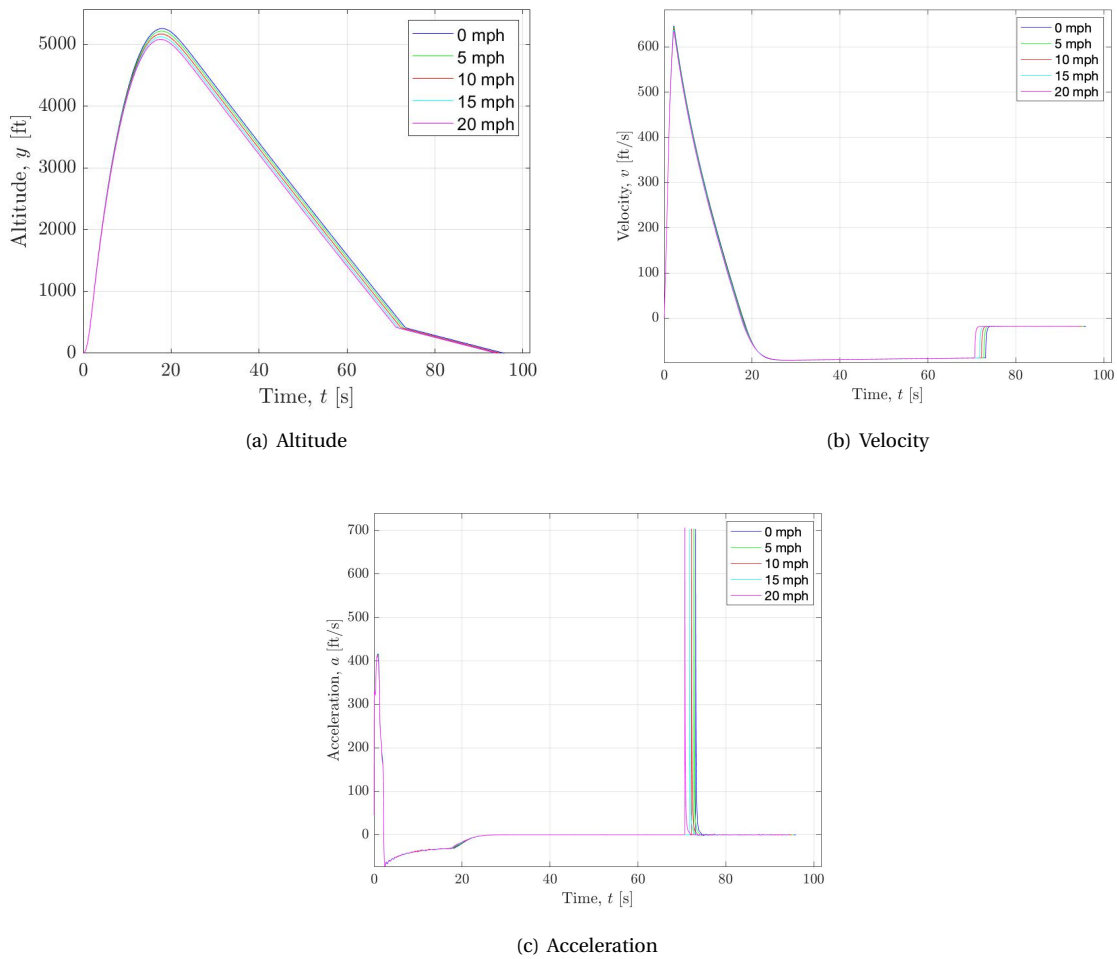 5000
4000
3000
2000
1000
0
0
20
40
60
80
100
Altitude, y [ft]
Time, t [s]
0 mph
5 mph
10 mph
15 mph
20 mph
(a) Altitude
600
500
400
300
200
100
0
0
20
40
60
80
100
Velocity, v [ft/s]
Time, t [s]
0 mph
5 mph
10 mph
15 mph
20 mph
(b) Velocity
700
600
500
400
300
200
100
0
0
20
40
60
80
100
Acceleration, a [ft/s]
Time, t [s]
0 mph
5 mph
10 mph
15 mph
20 mph
(c) Acceleration